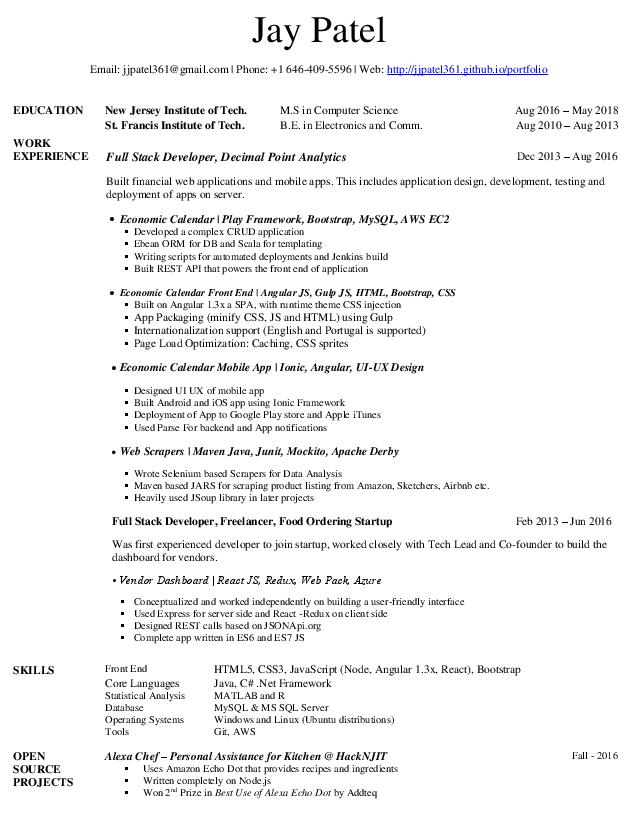 Jay Patel
Email: jjpatel361@gmail.com | Phone: +1 646-409-5596 | Web: http://jjpatel361.github.io/portfolio
EDUCATION New Jersey Institute of Tech. M.S in Computer Science Aug 2016 – May 2018
St. Francis Institute of Tech. B.E. in Electronics and Comm. Aug 2010 – Aug 2013
WORK
EXPERIENCE Full Stack Developer, Decimal Point Analytics Dec 2013 – Aug 2016
Built financial web applications and mobile apps. This includes application design, development, testing and
deployment of apps on server.
• Economic Calendar | Play Framework, Bootstrap, MySQL, AWS EC2
▪ Developed a complex CRUD application
▪ Ebean ORM for DB and Scala for templating
▪ Writing scripts for automated deployments and Jenkins build
▪ Built REST API that powers the front end of application
• Economic Calendar Front End | Angular JS, Gulp JS, HTML, Bootstrap, CSS
▪ Built on Angular 1.3x a SPA, with runtime theme CSS injection
▪ App Packaging (minify CSS, JS and HTML) using Gulp
▪ Internationalization support (English and Portugal is supported)
▪ Page Load Optimization: Caching, CSS sprites
• Economic Calendar Mobile App | Ionic, Angular, UI-UX Design
▪ Designed UI UX of mobile app
▪ Built Android and iOS app using Ionic Framework
▪ Deployment of App to Google Play store and Apple iTunes
▪ Used Parse For backend and App notifications
• Web Scrapers | Maven Java, Junit, Mockito, Apache Derby
▪ Wrote Selenium based Scrapers for Data Analysis
▪ Maven based JARS for scraping product listing from Amazon, Sketchers, Airbnb etc.
▪ Heavily used JSoup library in later projects
Full Stack Developer, Freelancer, Food Ordering Startup Feb 2013 – Jun 2016
Was first experienced developer to join startup, worked closely with Tech Lead and Co-founder to build the
dashboard for vendors.
• Vendor Dashboard | React JS, Redux, Web Pack, Azure
▪ Conceptualized and worked independently on building a user-friendly interface
▪ Used Express for server side and React -Redux on client side
▪ Designed REST calls based on JSONApi.org
▪ Complete app written in ES6 and ES7 JS
SKILLS Front End HTML5, CSS3, JavaScript (Node, Angular 1.3x, React), Bootstrap
Core Languages Java, C# .Net Framework
Statistical Analysis MATLAB and R
Database MySQL & MS SQL Server
Operating Systems Windows and Linux (Ubuntu distributions)
Tools Git, AWS
OPEN Alexa Chef – Personal Assistance for Kitchen @ HackNJIT Fall - 2016
SOURCE ▪ Uses Amazon Echo Dot that provides recipes and ingredients
PROJECTS ▪ Written completely on Node.js
▪ Won 2nd Prize in Best Use of Alexa Echo Dot by Addteq